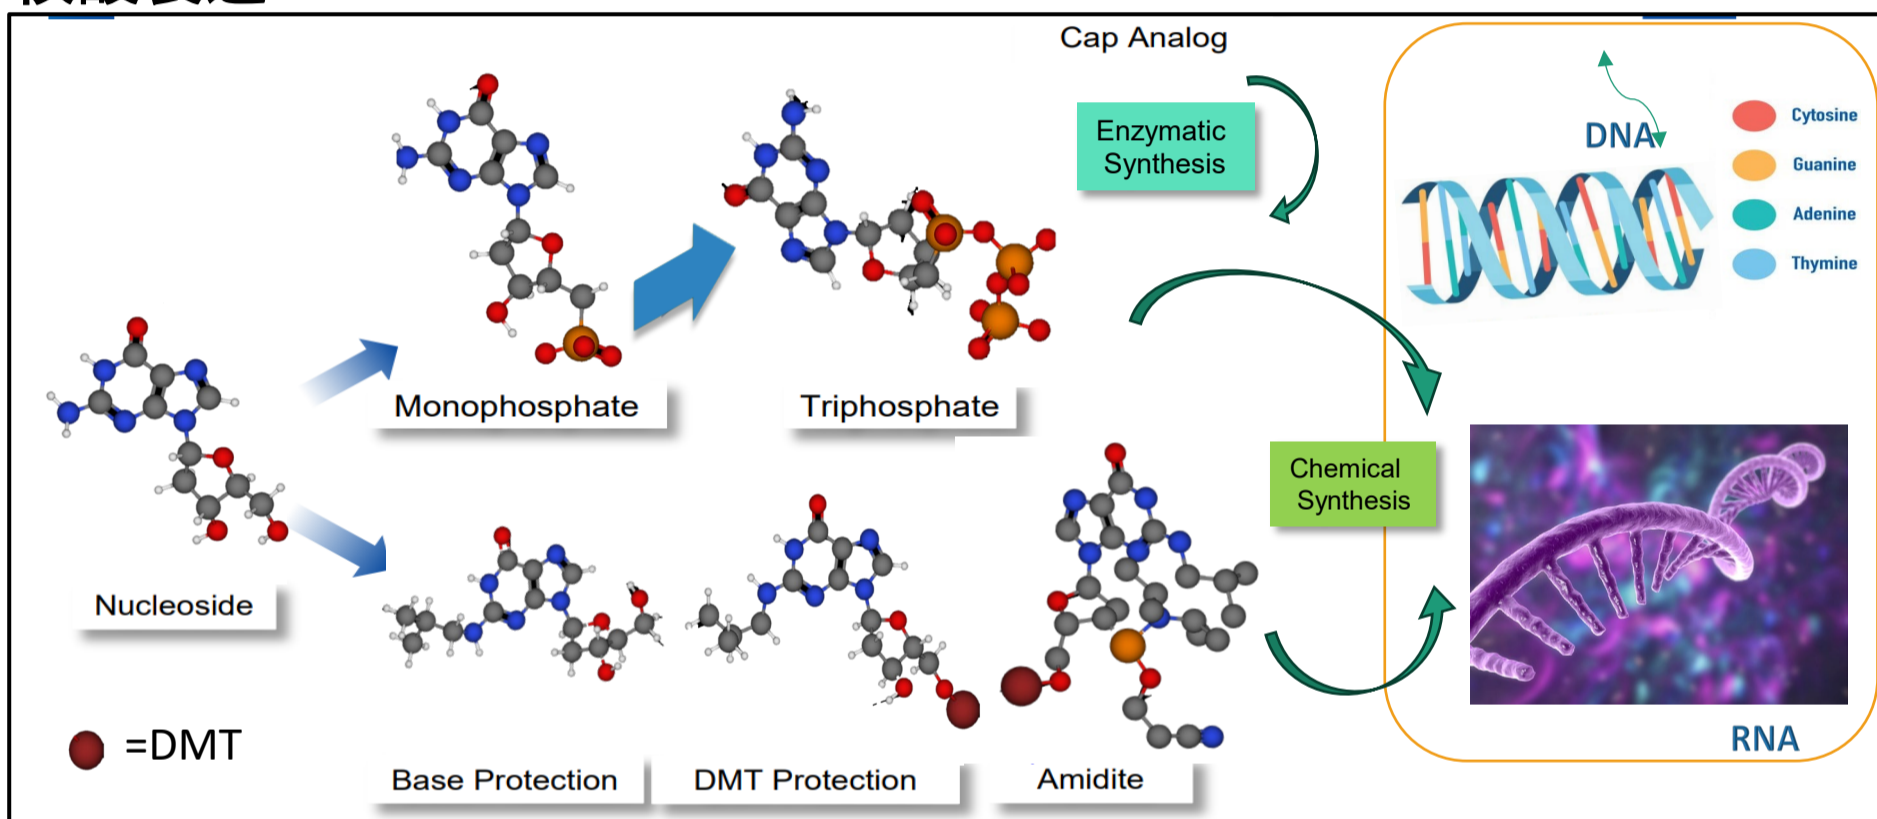 Cap Analog
Enzymatic
Synthesis
DNA
Cytosine
Guanine
Adenine
Thymine
Monophosphate
Triphosphate
Chemical
Synthesis
Nucleoside
=DMT
Base Protection
DMT Protection
Amidite
RNA